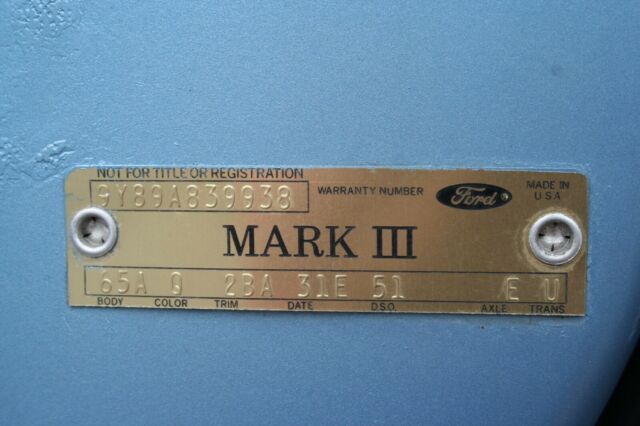 NOT FOR TITLE OR REGISTRATION
9Y89A839938 WARRANTY NUMBER Ford MADE IN U S A
MARK III
65A Q 2BA 31E 51 E U
BODY COLOR TRIM DATE D.S.O. AXLE TRANS